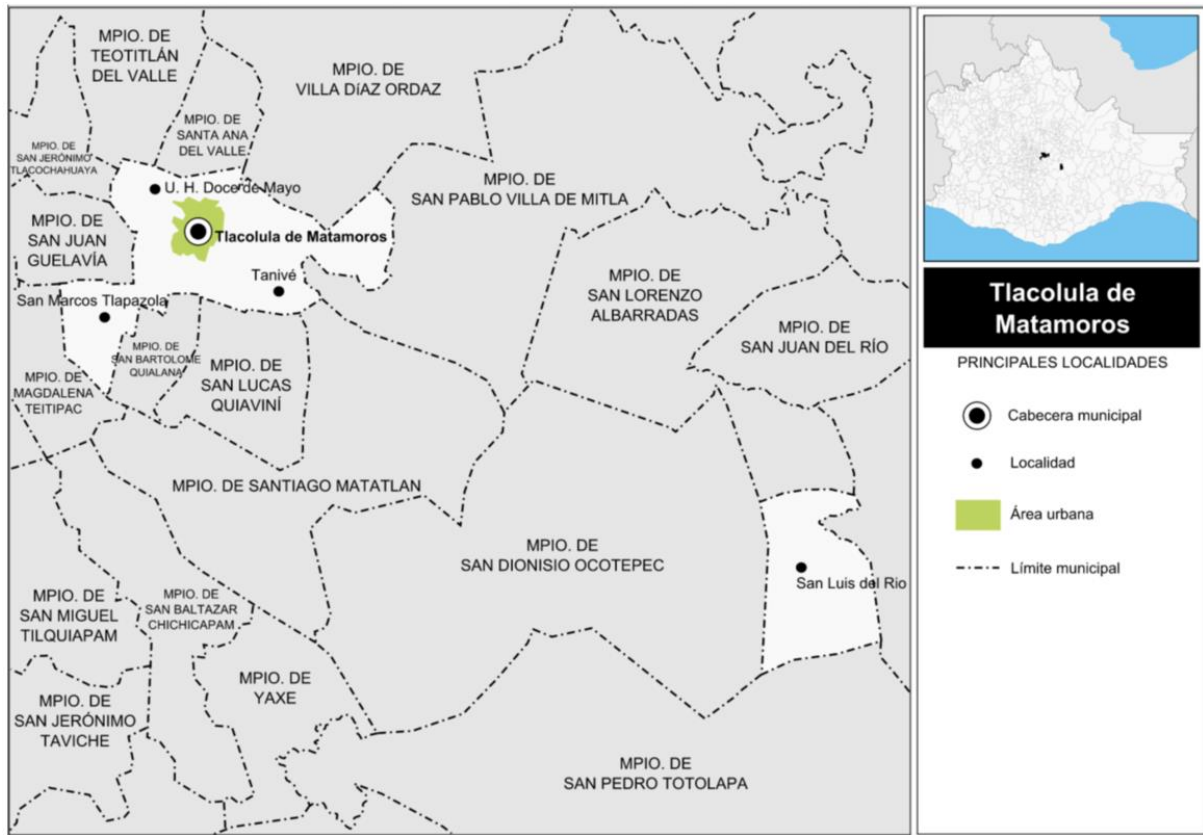 MPIO. DE
TEOTITLÁN
DEL VALLE
MPIO. DE
VILLA DíAZ ORDAZ
MPIO. DE
SANTA ANA
DEL VALLE
MPIO. DE
SAN JERÓNIMO
TLACOCHAHUAYA
MPIO. DE
SAN PABLO VILLA DE MITLA
U. H. Doce de Mayo
MPIO. DE
SAN JUAN
GUELAVÍA
Tlacolula de Matamoros
Tanivé
MPIO. DE
SAN LORENZO
ALBARRADAS
San Marcos Tlapazola
MPIO. DE
SAN JUAN DEL RÍO
MPIO. DE
SAN BARTOLOME
QUIALANA
MPIO. DE
SAN LUCAS
QUIAVINÍ
MPIO. DE
MAGDALENA
TEITIPAC
MPIO. DE SANTIAGO MATATLAN
MPIO. DE
SAN DIONISIO OCOTEPEC
San Luis del Rio
MPIO. DE
SAN MIGUEL
TILQUIAPAM
MPIO. DE
SAN BALTAZAR
CHICHICAPAM
MPIO. DE
YAXE
MPIO. DE
SAN JERÓNIMO
TAVICHE
MPIO. DE
SAN PEDRO TOTOLAPA
Tlacolula de
Matamoros
PRINCIPALES LOCALIDADES
Cabecera municipal
Localidad
Área urbana
Límite municipal